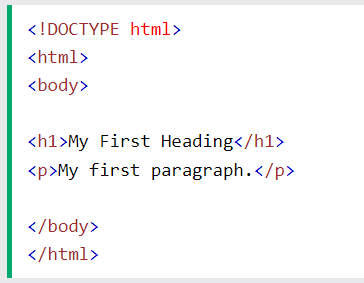 <!DOCTYPE html>
<html>
<body>
<h1>My First Heading</h1>
<p>My first paragraph.</p>
</body>
</html>